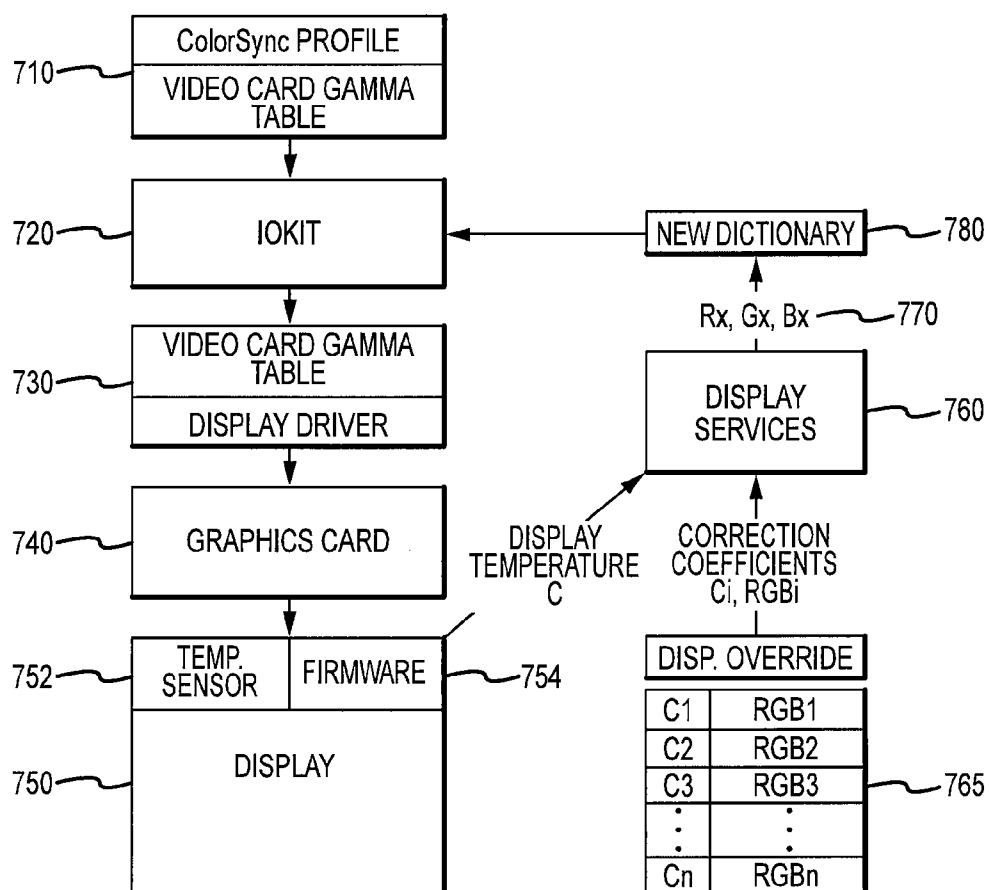 ColorSync PROFILE
VIDEO CARD GAMMA
TABLE
710
IOKIT
720
NEW DICTIONARY
780
Rx, Gx, Bx
770
VIDEO CARD GAMMA
TABLE
730
DISPLAY DRIVER
DISPLAY
SERVICES
760
GRAPHICS CARD
740
DISPLAY
TEMPERATURE
C
CORRECTION
COEFFICIENTS
Ci, RGBi
752
TEMP.
SENSOR
FIRMWARE
754
DISPLAY
750
DISP. OVERRIDE
C1 RGB1
C2 RGB2
C3 RGB3
765
Cn RGBn